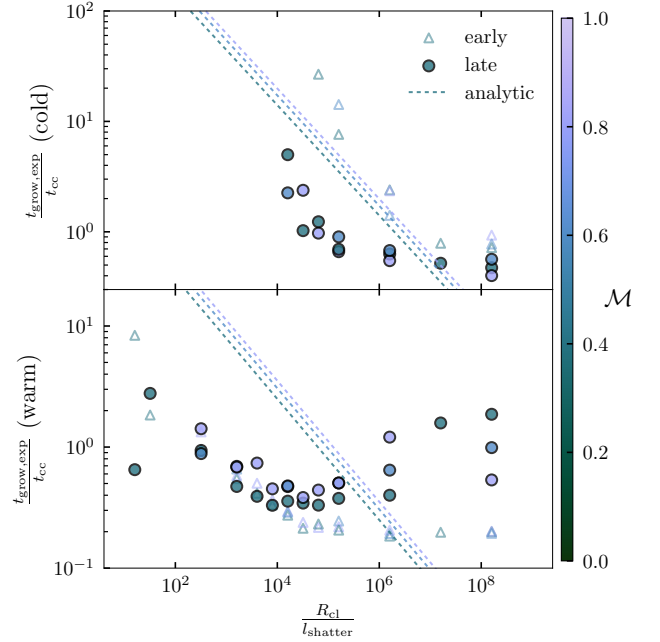 10^2
10^1
10^0
t_grow,exp / t_cc (cold)
early
late
analytic
10^1
10^0
10^−1
t_grow,exp / t_cc (warm)
10^2 10^4 10^6 10^8
R_cl / l_shatter
1.0
0.8
0.6
0.4
0.2
0.0
ℳ